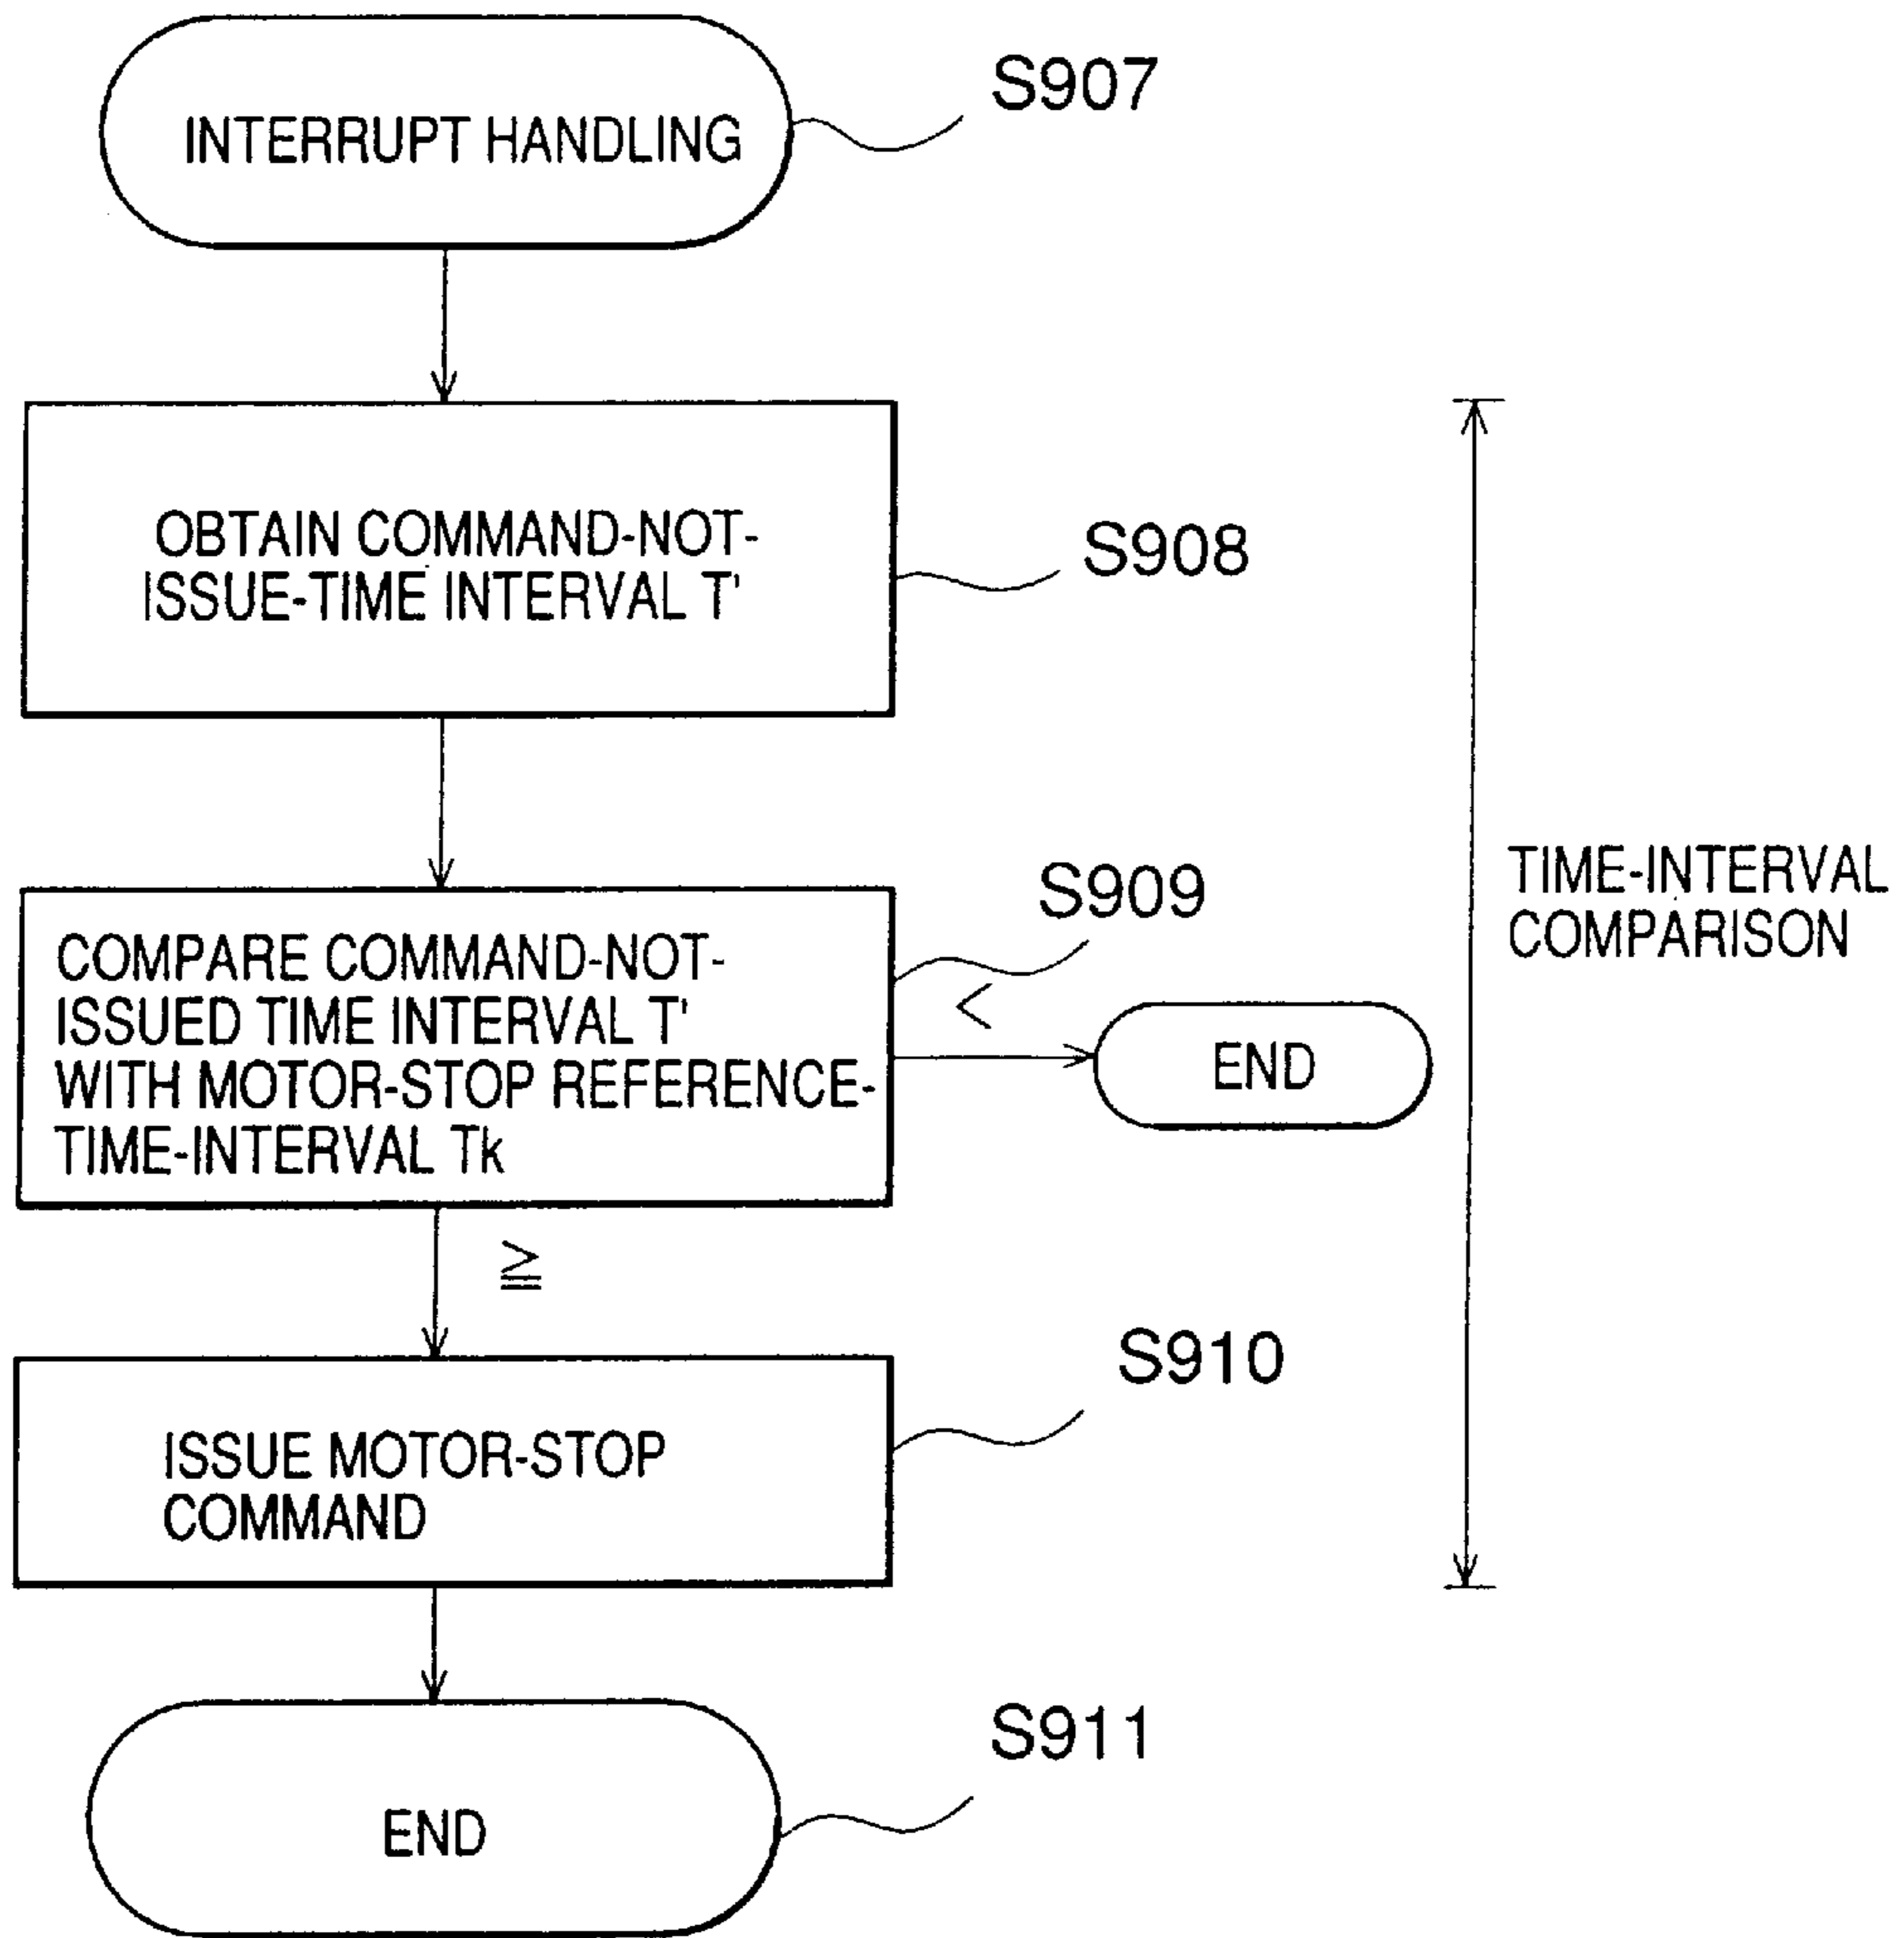 S907
INTERRUPT HANDLING
OBTAIN COMMAND-NOT-
ISSUE-TIME INTERVAL T'
S908
S909
COMPARE COMMAND-NOT-
ISSUED TIME INTERVAL T'
WITH MOTOR-STOP REFERENCE-
TIME-INTERVAL Tk
<
END
TIME-INTERVAL
COMPARISON
≧
S910
ISSUE MOTOR-STOP
COMMAND
S911
END